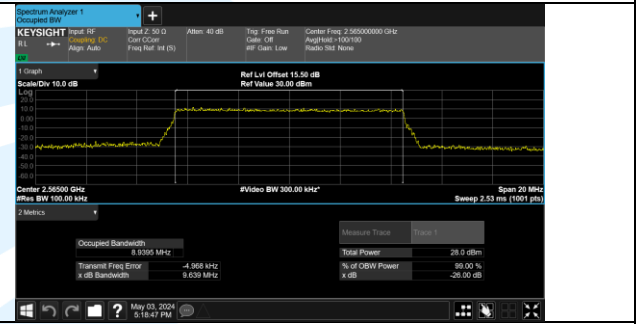 Spectrum Analyzer 1
Occupied BW
KEYSIGHT
Input: RF
Coupling: DC
Align: Auto
Input Z: 50 Ω
Corr CCorr
Freq Ref: Int (S)
Atten: 40 dB
Trig: Free Run
Gate: Off
#IF Gain: Low
Center Freq: 2.565000000 GHz
Avg|Hold:>100/100
Radio Std: None
R L
1 Graph
Scale/Div 10.0 dB
Ref Lvl Offset 15.50 dB
Ref Value 30.00 dBm
Log
20.0
10.0
0.00
-10.0
-20.0
-30.0
-40.0
-50.0
-60.0
Center 2.56500 GHz
#Res BW 100.00 kHz
#Video BW 300.00 kHz*
Span 20 MHz
Sweep 2.53 ms (1001 pts)
2 Metrics
Measure Trace
Trace 1
Occupied Bandwidth
8.9395 MHz
Total Power
28.0 dBm
Transmit Freq Error
-4.968 kHz
% of OBW Power
99.00 %
x dB Bandwidth
9.639 MHz
x dB
-26.00 dB
?
May 03, 2024
5:18:47 PM